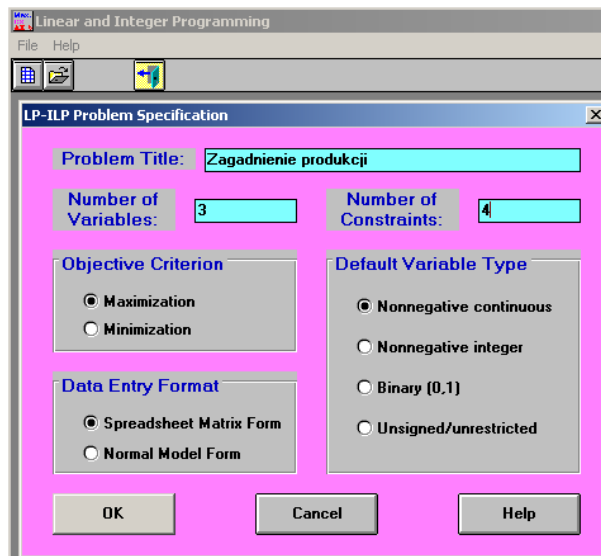 Linear and Integer Programming
File Help
LP-ILP Problem Specification
Problem Title: Zagadnienie produkcji
Number of Variables: 3
Number of Constraints: 4
Objective Criterion
Maximization
Minimization
Data Entry Format
Spreadsheet Matrix Form
Normal Model Form
Default Variable Type
Nonnegative continuous
Nonnegative integer
Binary (0,1)
Unsigned/unrestricted
OK Cancel Help